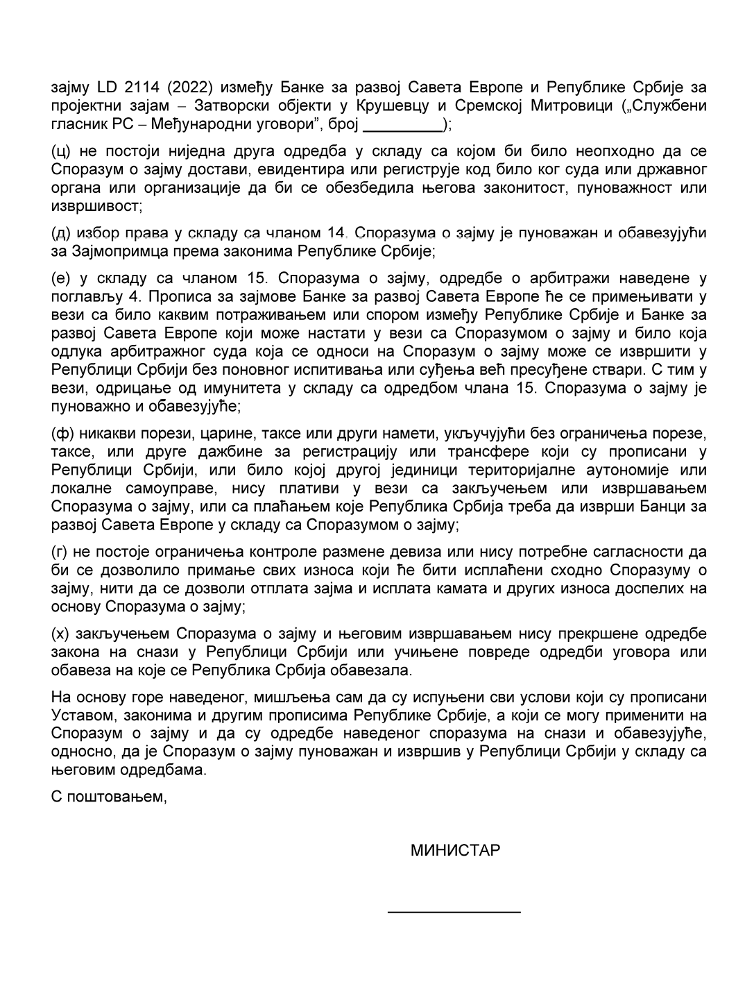 зајму LD 2114 (2022) између Банке за развој Савета Европе и Републике Србије за
пројектни зајам – Затворски објекти у Крушевцу и Сремској Митровици („Службени
гласник РС – Међународни уговори”, број _________);
(ц) не постоји ниједна друга одредба у складу са којом би било неопходно да се
Споразум о зајму достави, евидентира или региструје код било ког суда или државног
органа или организације да би се обезбедила његова законитост, пуноважност или
извршивост;
(д) избор права у складу са чланом 14. Споразума о зајму је пуноважан и обавезујући
за Зајмопримца према законима Републике Србије;
(е) у складу са чланом 15. Споразума о зајму, одредбе о арбитражи наведене у
поглављу 4. Прописа за зајмове Банке за развој Савета Европе ће се примењивати у
вези са било каквим потраживањем или спором између Републике Србије и Банке за
развој Савета Европе који може настати у вези са Споразумом о зајму и било која
одлука арбитражног суда која се односи на Споразум о зајму може се извршити у
Републици Србији без поновног испитивања или суђења већ пресуђене ствари. С тим у
вези, одрицање од имунитета у складу са одредбом члана 15. Споразума о зајму је
пуноважно и обавезујуће;
(ф) никакви порези, царине, таксе или други намети, укључујући без ограничења порезе,
таксе, или друге дажбине за регистрацију или трансфере који су прописани у
Републици Србији, или било којој другој јединици територијалне аутономије или
локалне самоуправе, нису плативи у вези са закључењем или извршавањем
Споразума о зајму, или са плаћањем које Република Србија треба да изврши Банци за
развој Савета Европе у складу са Споразумом о зајму;
(г) не постоје ограничења контроле размене девиза или нису потребне сагласности да
би се дозволило примање свих износа који ће бити исплаћени сходно Споразуму о
зајму, нити да се дозволи отплата зајма и исплата камата и других износа доспелих на
основу Споразума о зајму;
(х) закључењем Споразума о зајму и његовим извршавањем нису прекршене одредбе
закона на снази у Републици Србији или учињене повреде одредби уговора или
обавеза на које се Република Србија обавезала.
На основу горе наведеног, мишљења сам да су испуњени сви услови који су прописани
Уставом, законима и другим прописима Републике Србије, а који се могу применити на
Споразум о зајму и да су одредбе наведеног споразума на снази и обавезујуће,
односно, да је Споразум о зајму пуноважан и извршив у Републици Србији у складу са
његовим одредбама.
С поштовањем,
МИНИСТАР
_______________